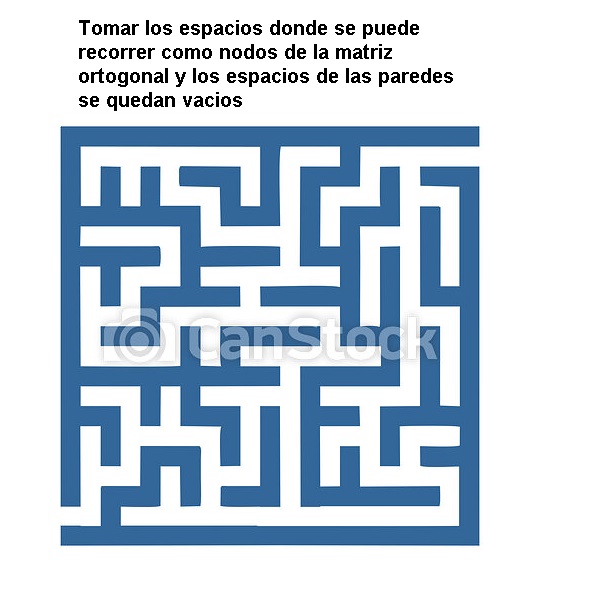 Tomar los espacios donde se puede
recorrer como nodos de la matriz
ortogonal y los espacios de las paredes
se quedan vacios
CanStock